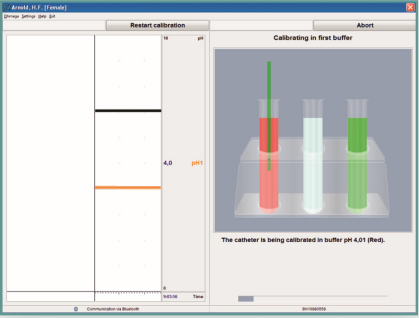 Arnold, H.F. [Female]
Settings Help Exit
Restart calibration
Abort
Calibrating in first buffer
pH
4,0 pH1
Time
The catheter is being calibrated in buffer pH 4,01 (Red).
Communication via Bluetooth